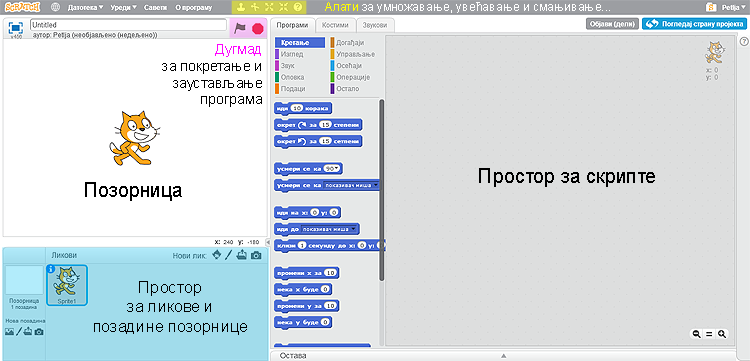 SCRATCH Датотека Уреди Савети О програму Алати за умножавање, увећавање и смањивање... Petlja
Untitled
аутор: Petlja (необјављено (недељено))
v450
Дугмад
за покретање и
заустављање
програма
Позорница
x: 240 y: -180
Ликови Нови лик:
Sprite1
Позорница
1 позадина
Нова позадина
Простор
за ликове и
позадине позорнице
Програми Костими Звукови
Кретање Догађаји
Изглед Управљање
Звук Осећаји
Оловка Операције
Подаци Остало
иди 10 корака
окрет за 15 степени
окрет за 15 сетпени
усмери се ка 90
усмери се ка показивач миша
иди на x: 0 y: 0
иди до показивач миша
клизи 1 секунду до x: 0 y:
промени x за 10
нека x буде 0
промени y за 10
нека y буде 0
Објави (дели) Погледај страну пројекта
x: 0
y: 0
Простор за скрипте
Остава